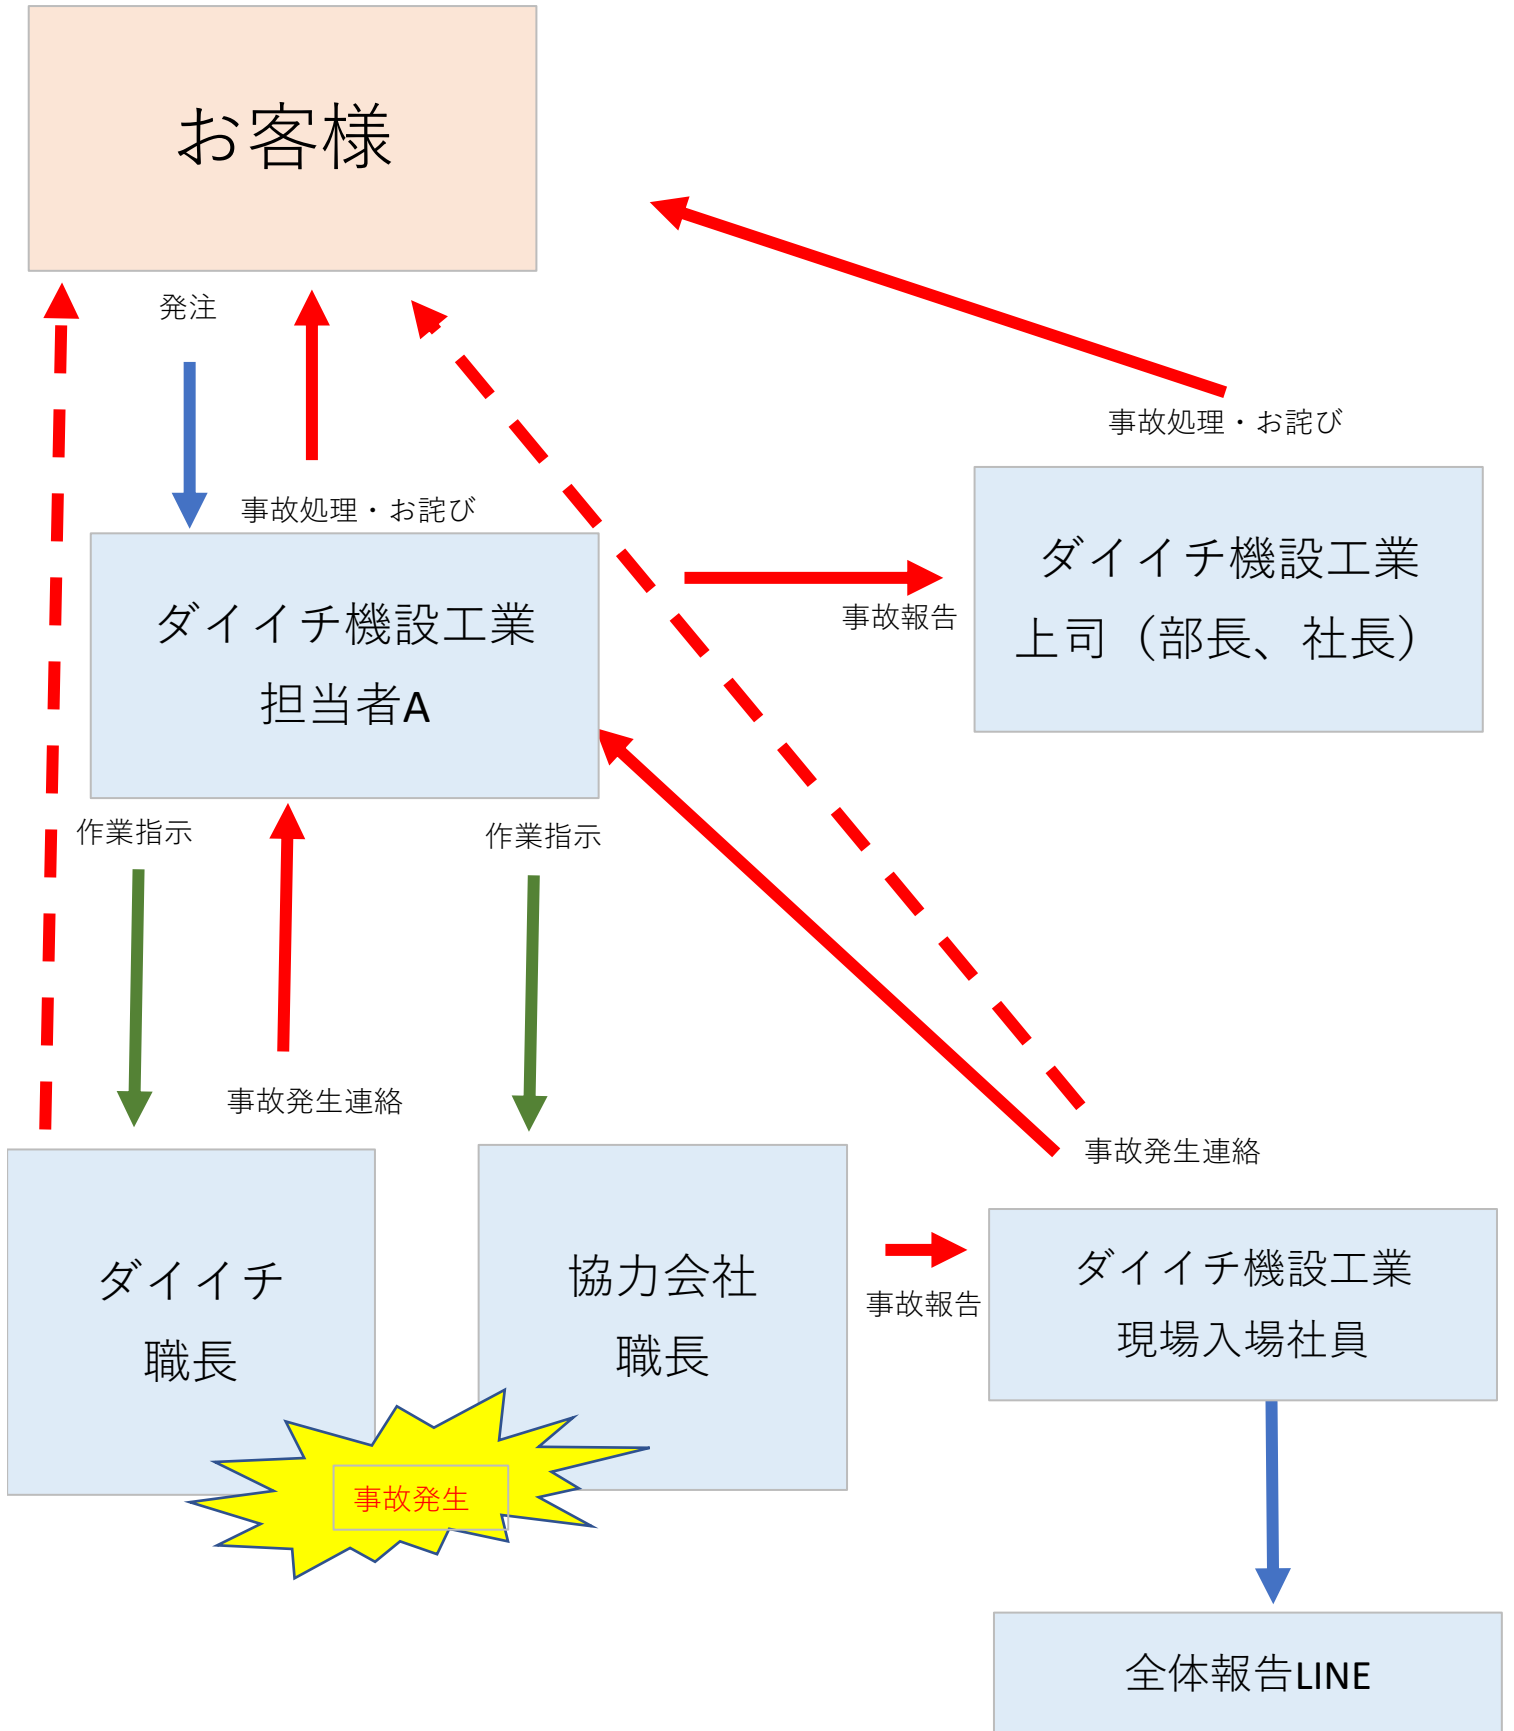 お客様
発注
事故処理・お詫び
事故処理・お詫び
ダイイチ機設工業
上司（部長、社長）
事故報告
ダイイチ機設工業
担当者A
作業指示
作業指示
事故発生連絡
事故発生連絡
ダイイチ
職長
協力会社
職長
事故報告
ダイイチ機設工業
現場入場社員
事故発生
全体報告LINE